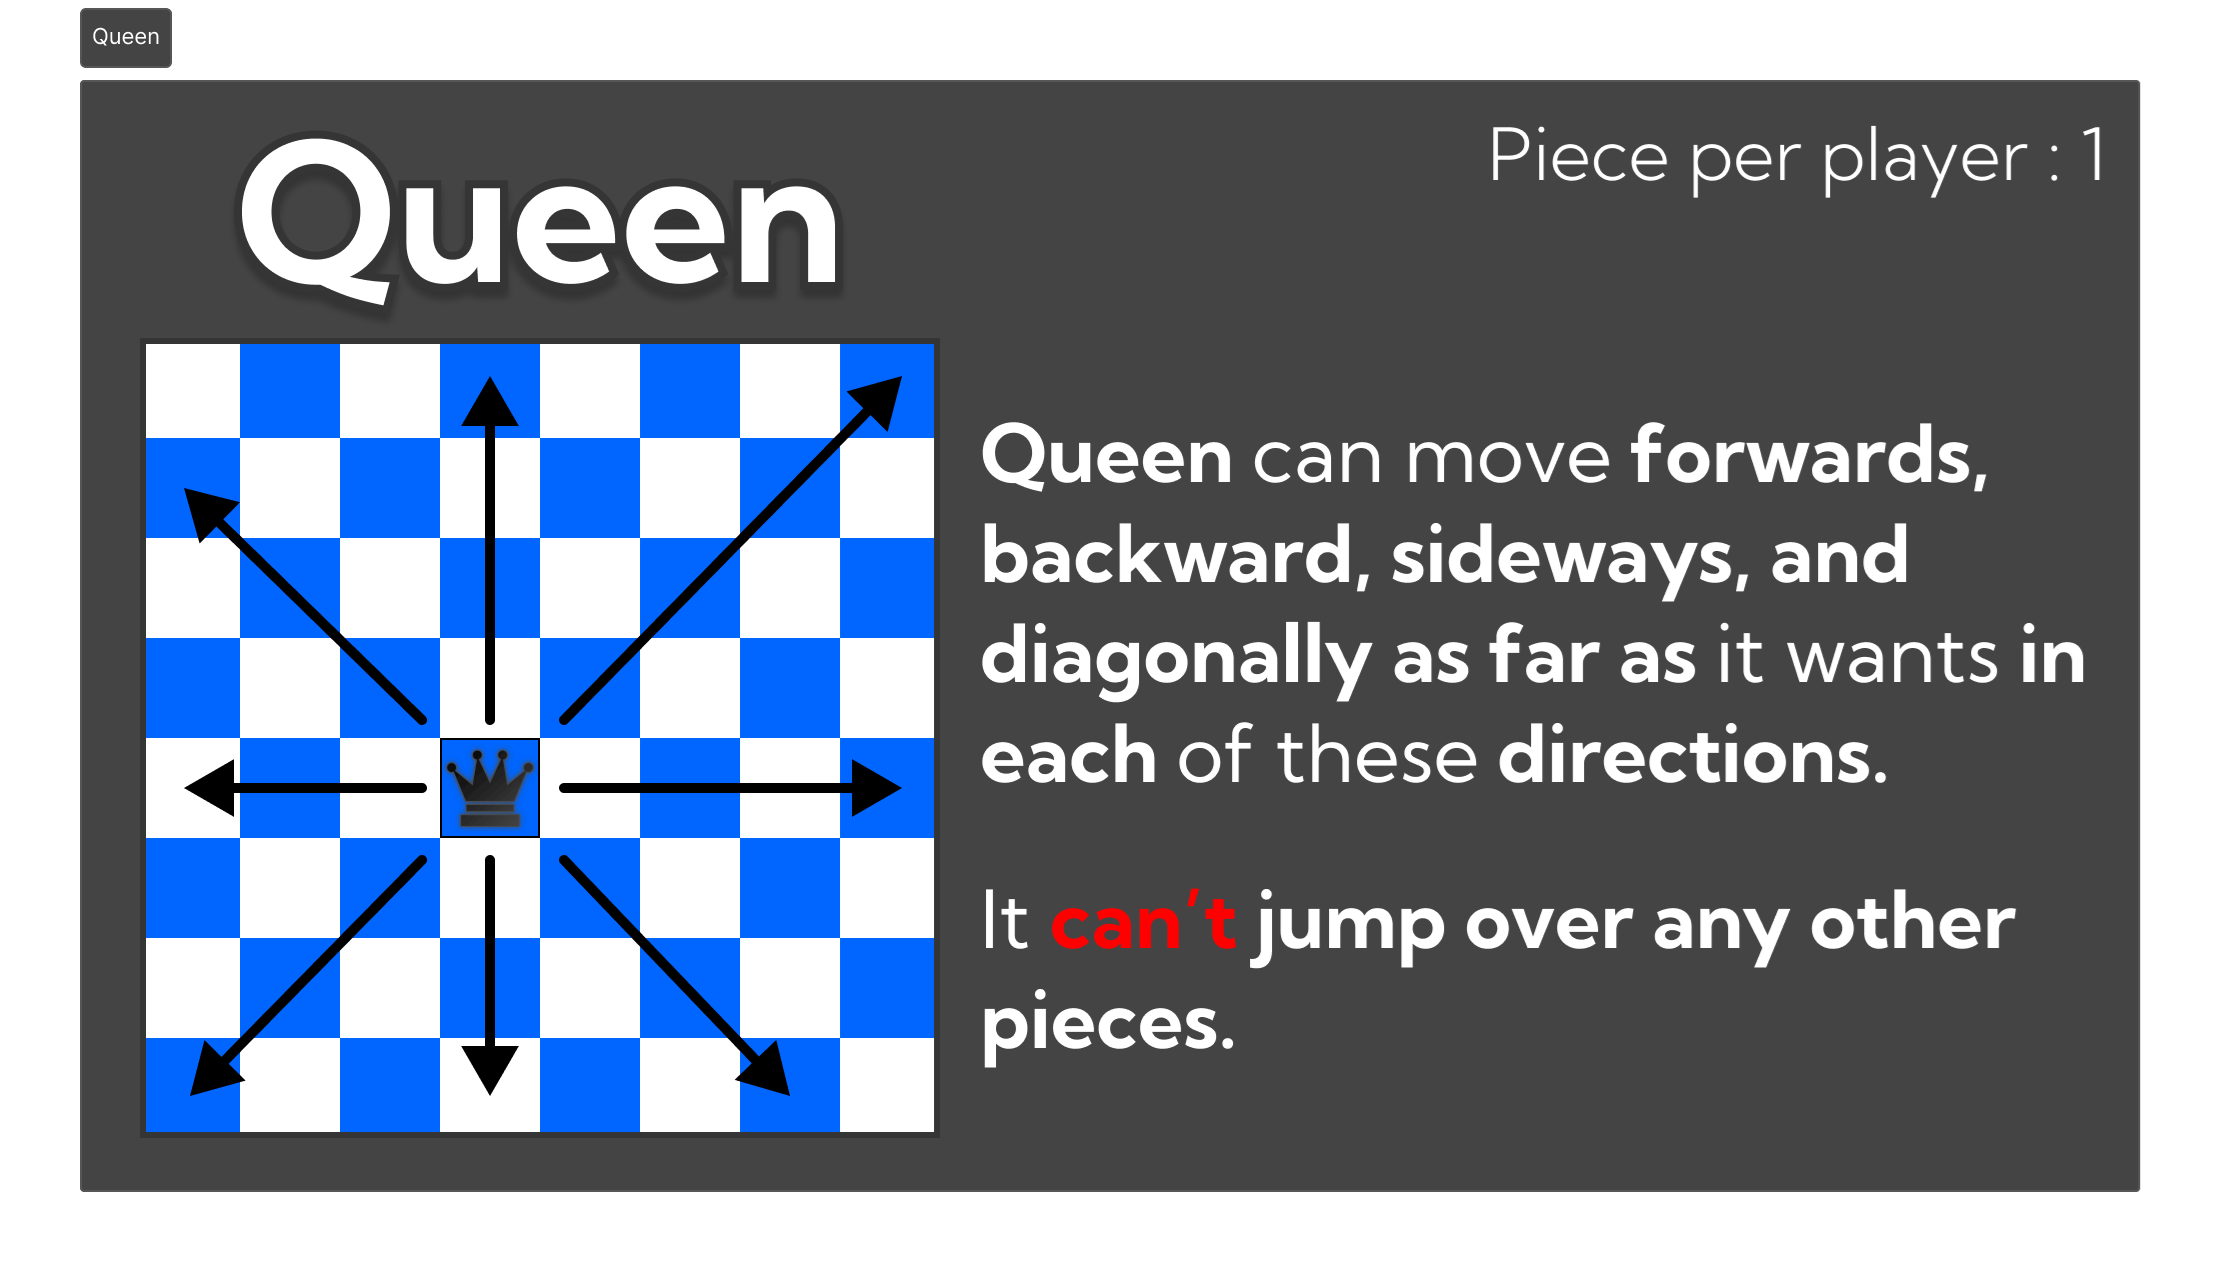 Queen
Queen
Piece per player : 1
Queen can move forwards,
backward, sideways, and
diagonally as far as it wants in
each of these directions.
It can't jump over any other
pieces.